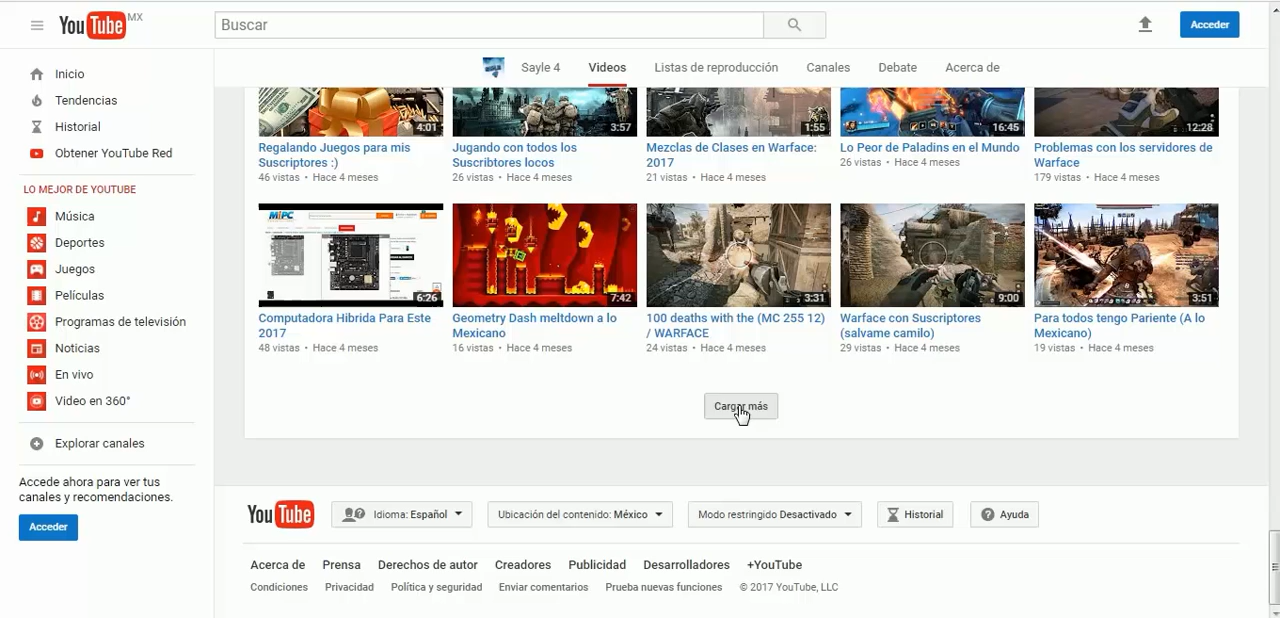 YouTube MX
Buscar
Acceder
Inicio
Tendencias
Historial
Obtener YouTube Red
LO MEJOR DE YOUTUBE
Música
Deportes
Juegos
Películas
Programas de televisión
Noticias
En vivo
Video en 360°
Explorar canales
Accede ahora para ver tus
canales y recomendaciones.
Acceder
Sayle 4 Videos Listas de reproducción Canales Debate Acerca de
4:01 3:57 1:55 16:45 12:28
Regalando Juegos para mis
Suscriptores :)
46 vistas • Hace 4 meses
Jugando con todos los
Suscribtores locos
26 vistas • Hace 4 meses
Mezclas de Clases en Warface:
2017
21 vistas • Hace 4 meses
Lo Peor de Paladins en el Mundo
26 vistas • Hace 4 meses
Problemas con los servidores de
Warface
179 vistas • Hace 4 meses
MiPC
6:26 7:42 3:31 9:00 3:51
Computadora Hibrida Para Este
2017
48 vistas • Hace 4 meses
Geometry Dash meltdown a lo
Mexicano
16 vistas • Hace 4 meses
100 deaths with the (MC 255 12)
/ WARFACE
24 vistas • Hace 4 meses
Warface con Suscriptores
(salvame camilo)
29 vistas • Hace 4 meses
Para todos tengo Pariente (A lo
Mexicano)
19 vistas • Hace 4 meses
Cargar más
YouTube Idioma: Español Ubicación del contenido: México Modo restringido Desactivado Historial Ayuda
Acerca de Prensa Derechos de autor Creadores Publicidad Desarrolladores +YouTube
Condiciones Privacidad Política y seguridad Enviar comentarios Prueba nuevas funciones © 2017 YouTube, LLC